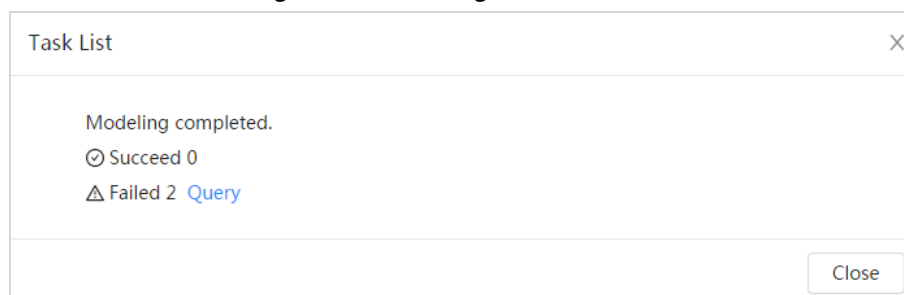 Task List
Modeling completed.
Succeed 0
Failed 2 Query
Close